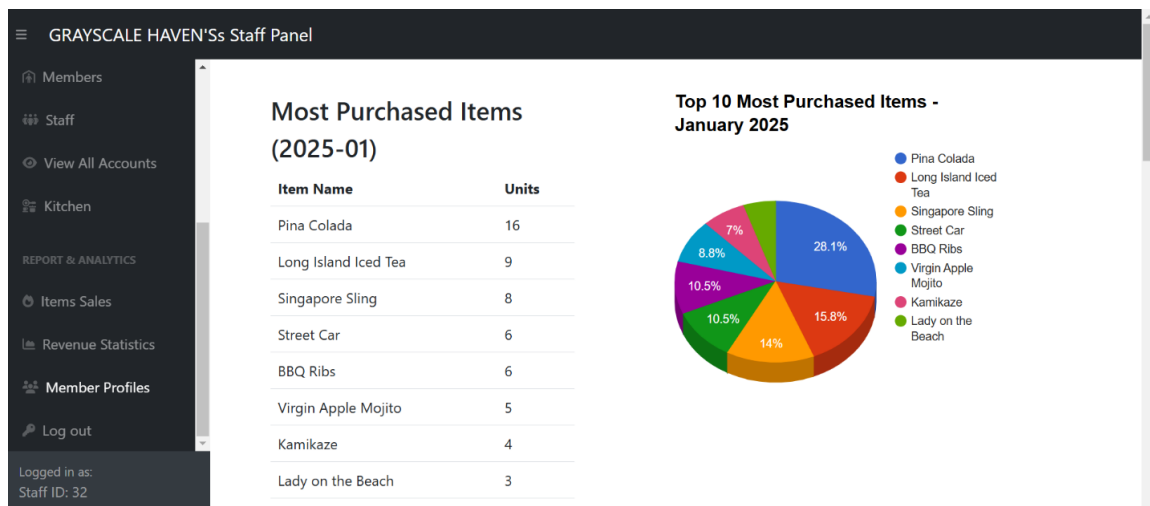 GRAYSCALE HAVEN'Ss Staff Panel
Members
Staff
View All Accounts
Kitchen
REPORT & ANALYTICS
Items Sales
Revenue Statistics
Member Profiles
Log out
Logged in as:
Staff ID: 32
Most Purchased Items
(2025-01)
Item Name Units
Pina Colada 16
Long Island Iced Tea 9
Singapore Sling 8
Street Car 6
BBQ Ribs 6
Virgin Apple Mojito 5
Kamikaze 4
Lady on the Beach 3
Top 10 Most Purchased Items -
January 2025
28.1%
15.8%
14%
10.5%
10.5%
8.8%
7%
Pina Colada
Long Island Iced
Tea
Singapore Sling
Street Car
BBQ Ribs
Virgin Apple
Mojito
Kamikaze
Lady on the
Beach